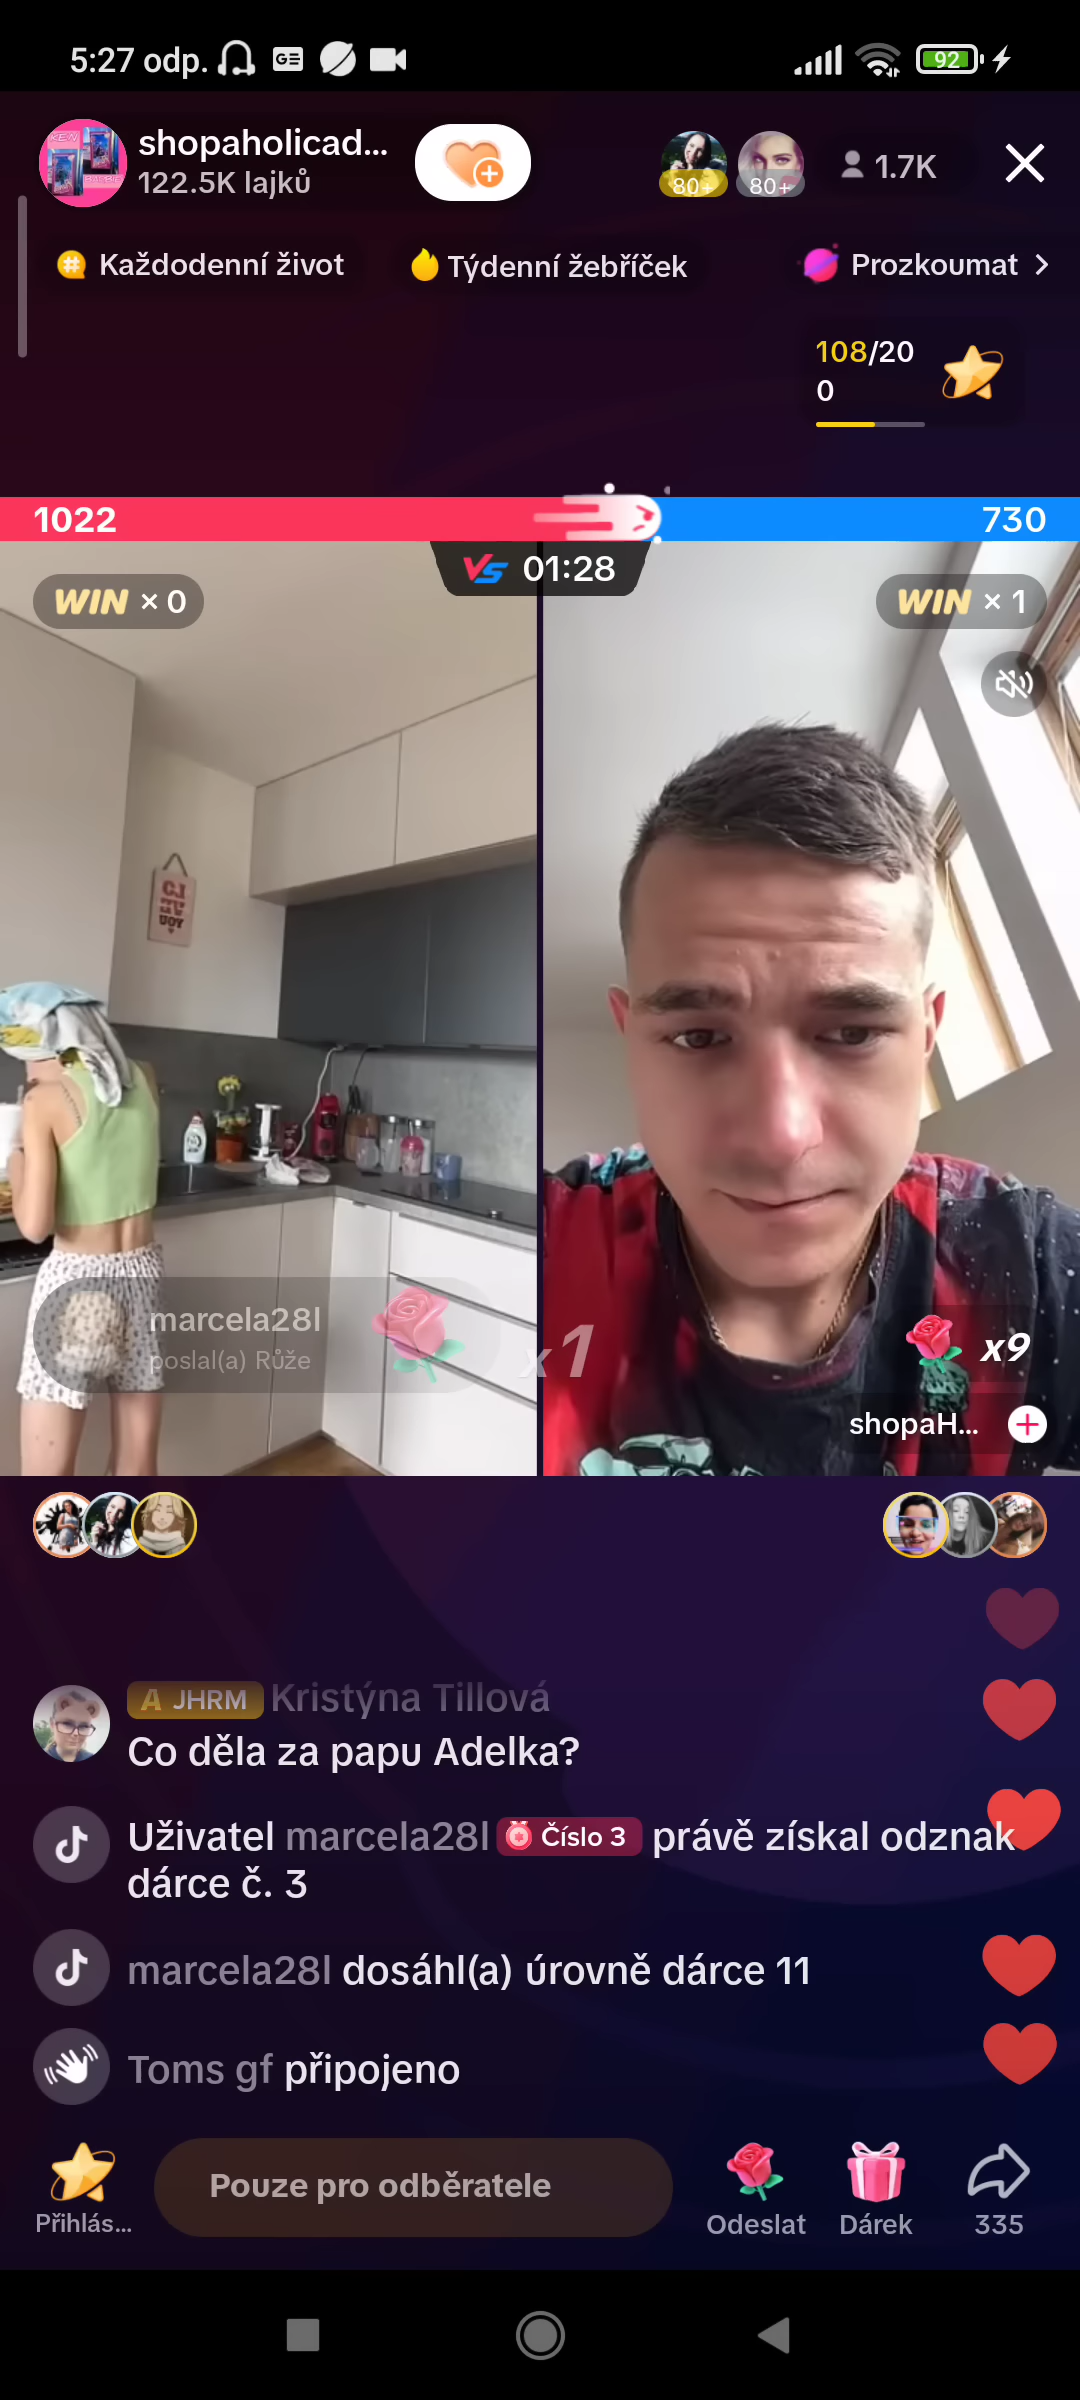 5:27 odp.
92
shopaholicad...
122.5K lajků
80+
80+
1.7K
Každodenní život
Týdenní žebříček
Prozkoumat
108/20
0
1022
730
VS 01:28
WIN × 0
WIN × 1
YOU
marcela28l
poslal(a) Růže
x1
x9
shopaH...
JHRM Kristýna Tillová
Co děla za papu Adelka?
Uživatel marcela28l Číslo 3 právě získal odznak
dárce č. 3
marcela28l dosáhl(a) úrovně dárce 11
Toms gf připojeno
Přihlás...
Pouze pro odběratele
Odeslat
Dárek
335